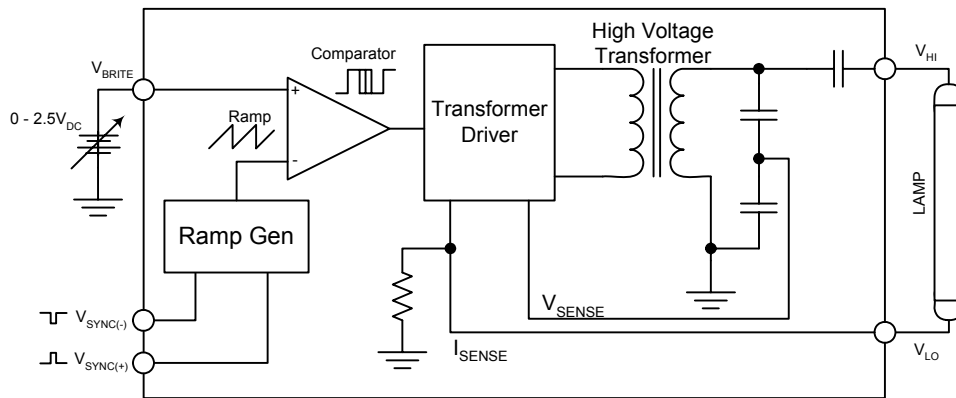 High Voltage
Transformer
Comparator
V_BRITE
V_HI
0 - 2.5V_DC
+
Ramp
-
Transformer
Driver
LAMP
Ramp Gen
V_SENSE
V_SYNC(-)
I_SENSE
V_LO
V_SYNC(+)